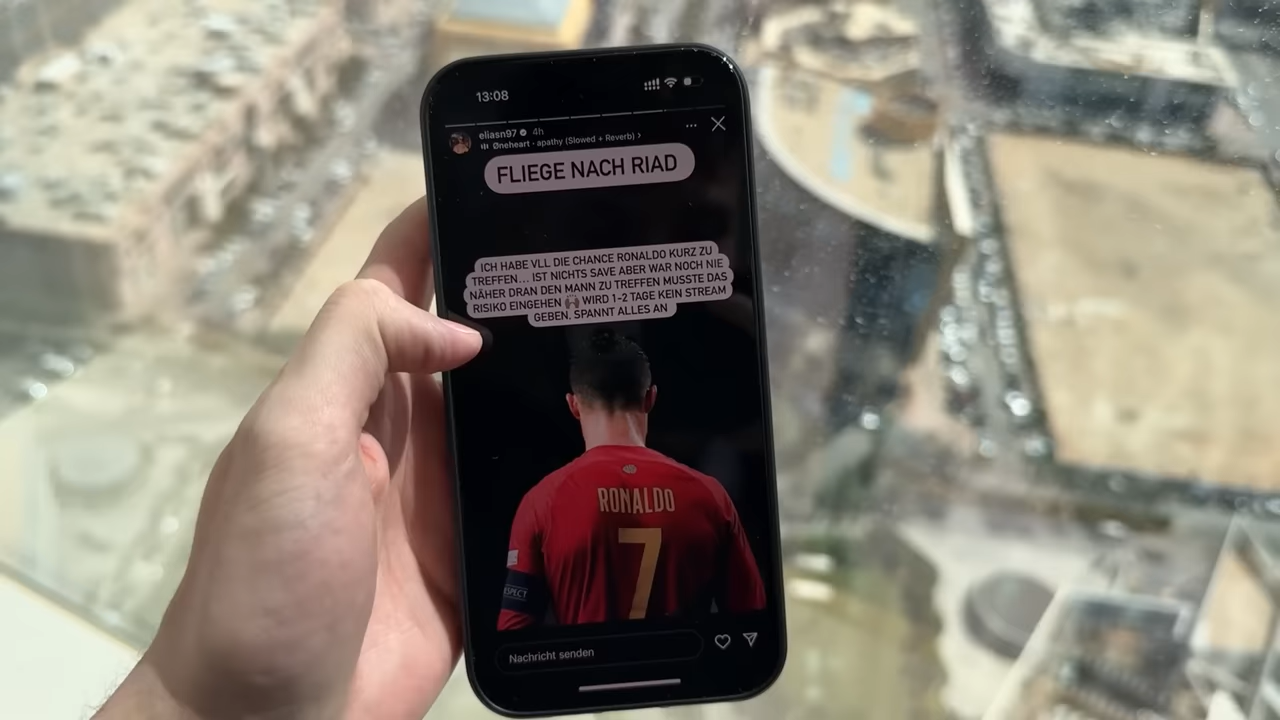 13:08
eliasn97 4h
Øneheart · apathy (Slowed + Reverb) >
FLIEGE NACH RIAD
ICH HABE VLL DIE CHANCE RONALDO KURZ ZU
TREFFEN... IST NICHTS SAVE ABER WAR NOCH NIE
NÄHER DRAN DEN MANN ZU TREFFEN MUSSTE DAS
RISIKO EINGEHEN 🙌 WIRD 1-2 TAGE KEIN STREAM
GEBEN. SPANNT ALLES AN
RONALDO
7
RESPECT
Nachricht senden